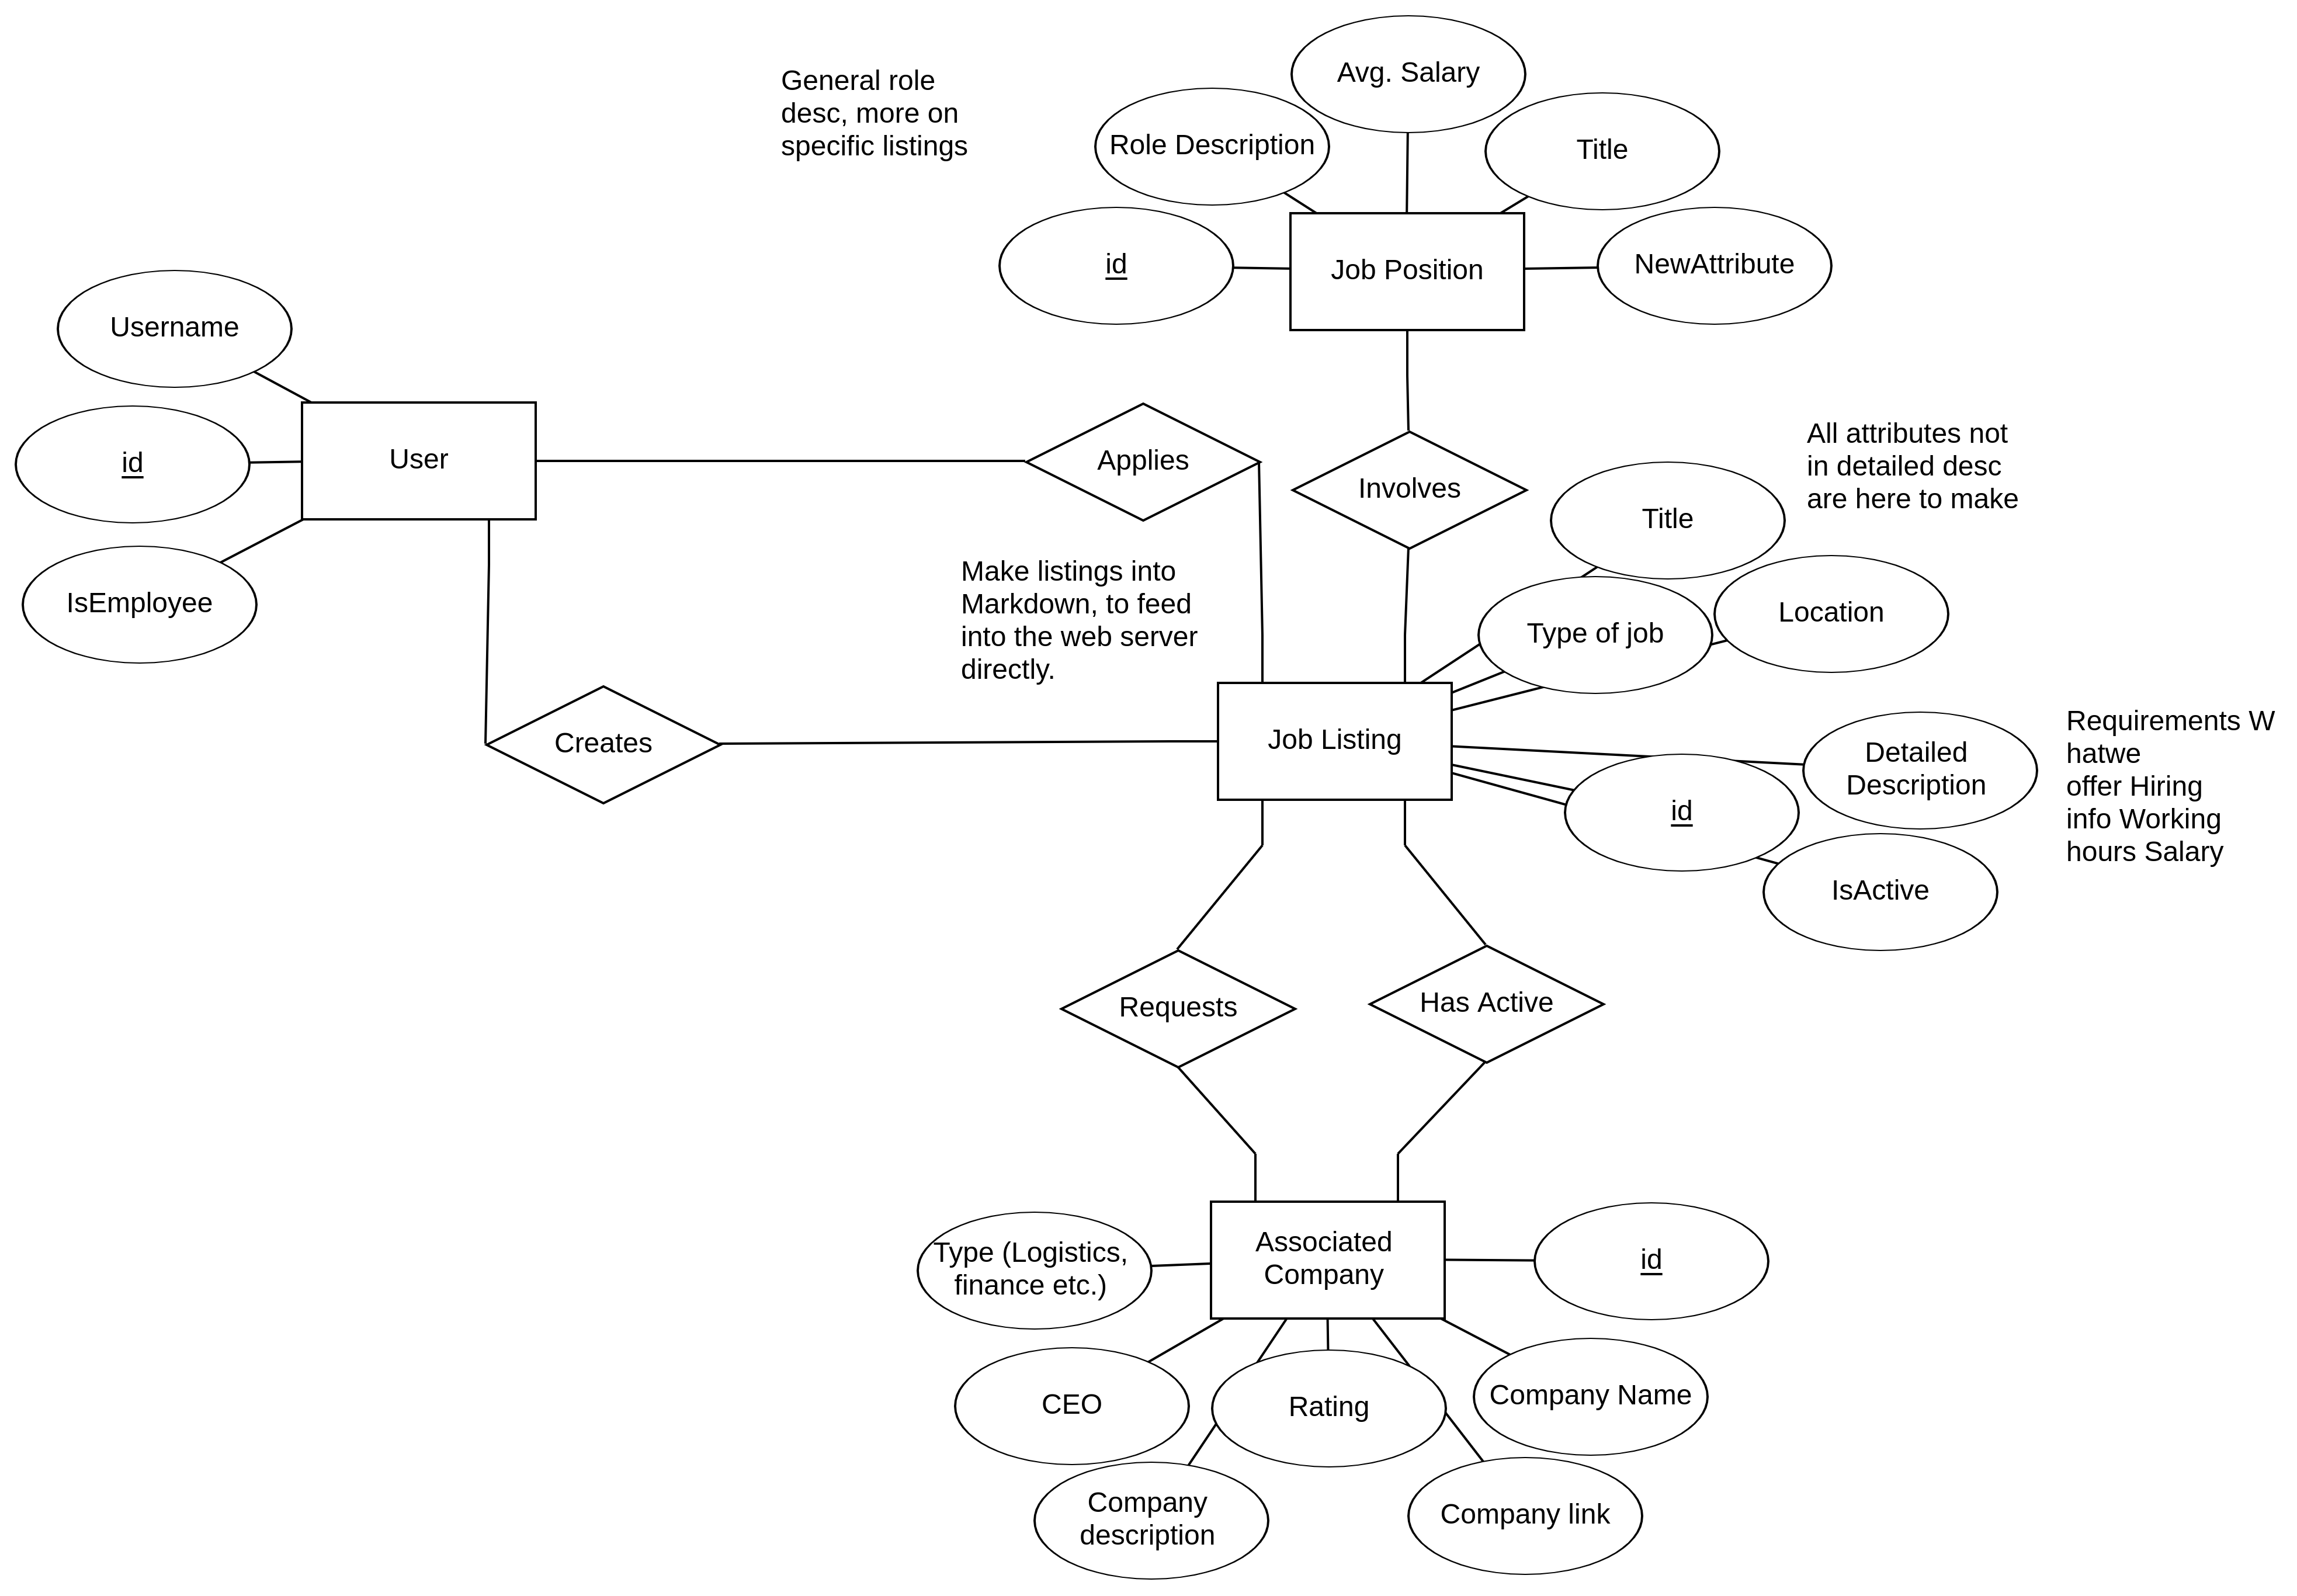 Avg. Salary
General role
desc, more on
specific listings
Role Description
Title
id
Job Position
NewAttribute
Username
User
id
IsEmployee
Applies
Involves
All attributes not
in detailed desc
are here to make
Title
Type of job
Location
Make listings into
Markdown, to feed
into the web server
directly.
Creates
Job Listing
Detailed
Description
id
IsActive
Requirements W
hatwe
offer Hiring
info Working
hours Salary
Requests
Has Active
Associated
Company
Type (Logistics,
finance etc.)
id
CEO
Rating
Company Name
Company
description
Company link